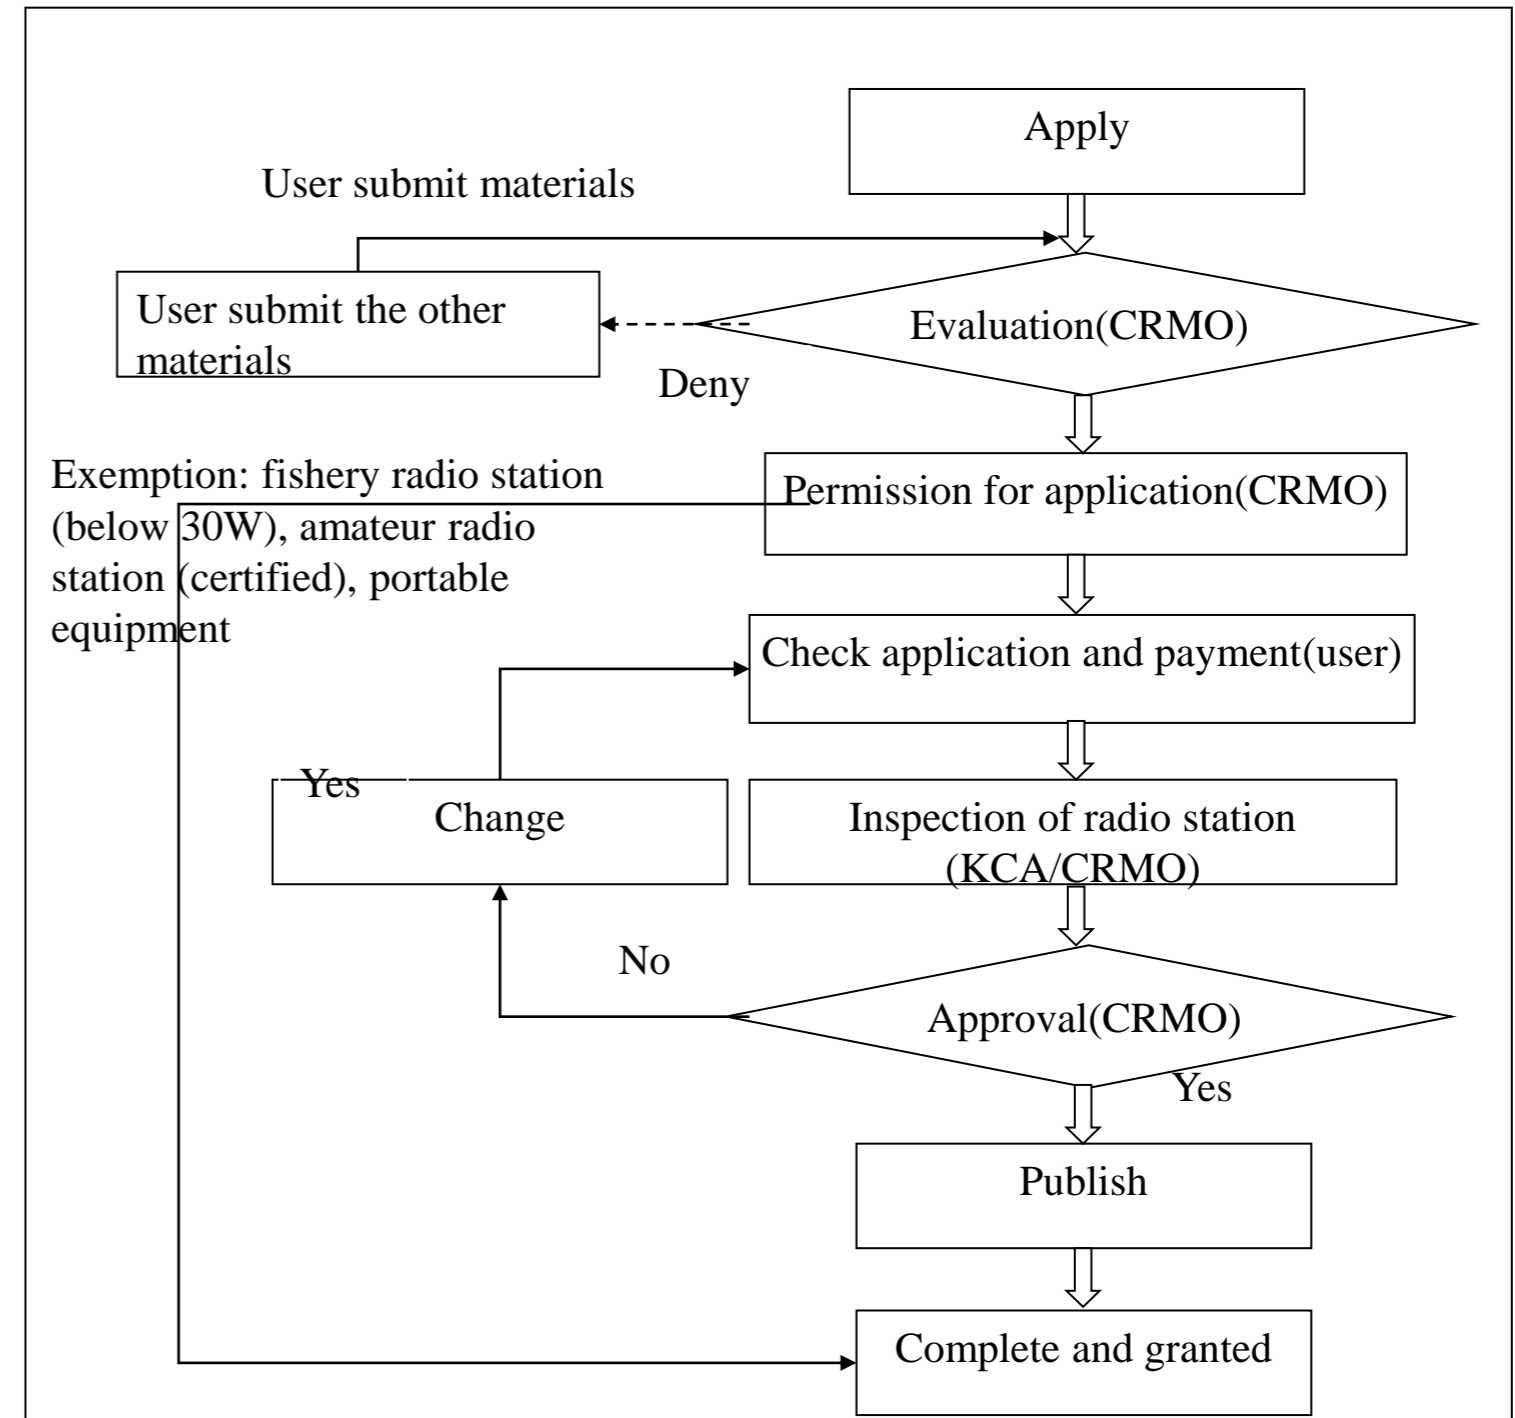 Apply
User submit materials
User submit the other
materials
Evaluation(CRMO)
Deny
Exemption: fishery radio station
(below 30W), amateur radio
station (certified), portable
equipment
Permission for application(CRMO)
Check application and payment(user)
Yes
Change
Inspection of radio station
(KCA/CRMO)
No
Approval(CRMO)
Yes
Publish
Complete and granted